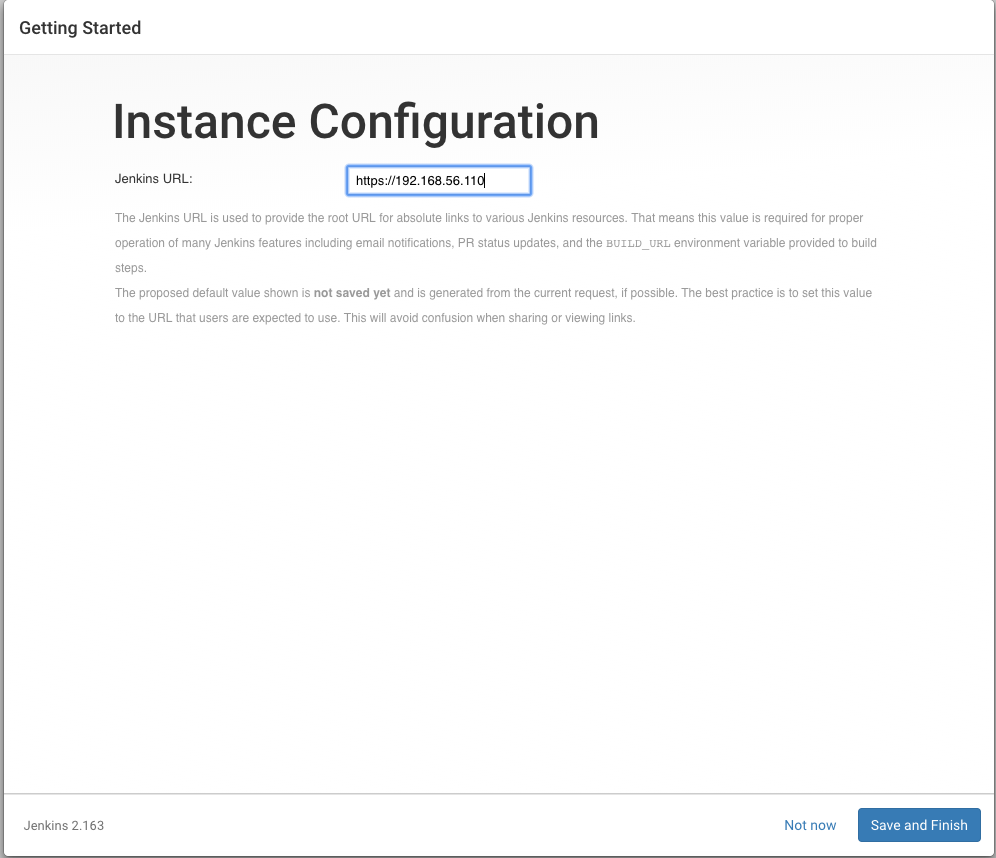 Getting Started
Instance Configuration
Jenkins URL:
https://192.168.56.110
The Jenkins URL is used to provide the root URL for absolute links to various Jenkins resources. That means this value is required for proper
operation of many Jenkins features including email notifications, PR status updates, and the BUILD_URL environment variable provided to build
steps.
The proposed default value shown is not saved yet and is generated from the current request, if possible. The best practice is to set this value
to the URL that users are expected to use. This will avoid confusion when sharing or viewing links.
Jenkins 2.163
Not now
Save and Finish